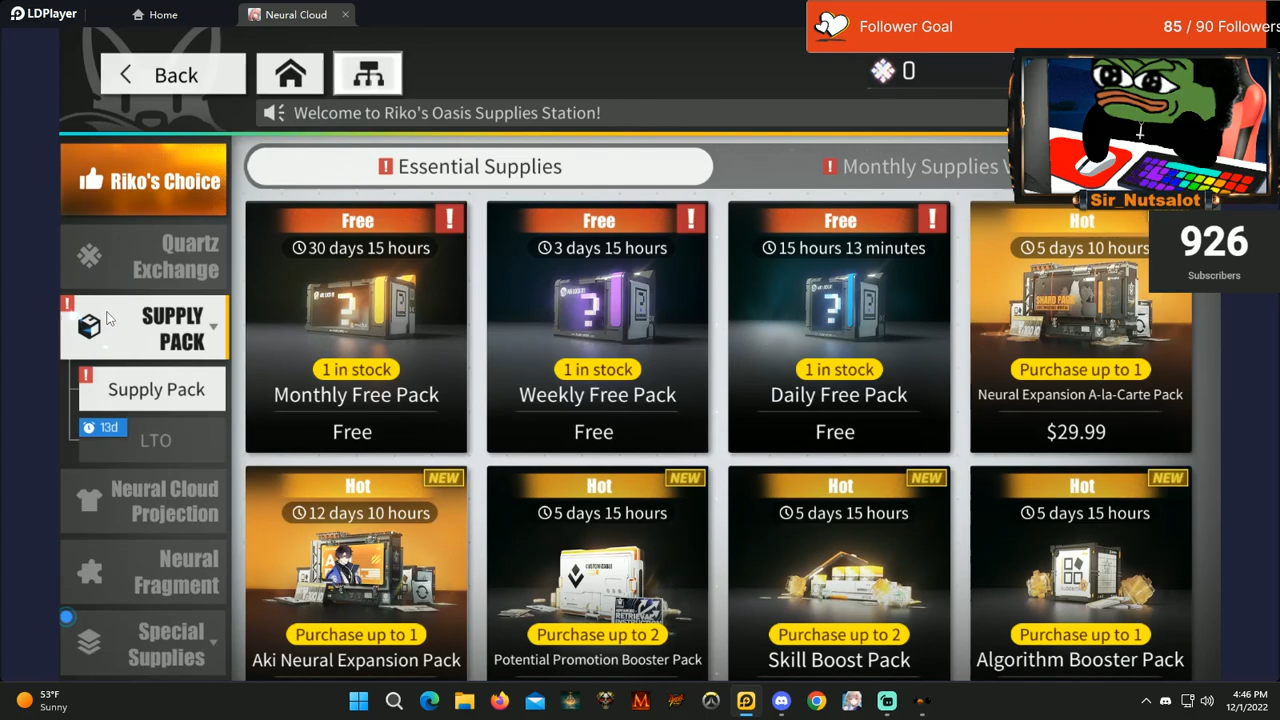 LDPlayer
Home
Neural Cloud
Follower Goal
85 / 90 Followers
Back
0
Welcome to Riko's Oasis Supplies Station!
Sir_Nutsalot
926
Subscribers
Riko's Choice
Quartz
Exchange
SUPPLY
PACK
Supply Pack
13d
LTO
Neural Cloud
Projection
Neural
Fragment
Special
Supplies
Essential Supplies
Monthly Supplies
Free
30 days 15 hours
1 in stock
Monthly Free Pack
Free
Free
3 days 15 hours
1 in stock
Weekly Free Pack
Free
Free
15 hours 13 minutes
1 in stock
Daily Free Pack
Free
Hot
5 days 10 hours
SHARD PACK
Purchase up to 1
Neural Expansion A-la-Carte Pack
$29.99
Hot
NEW
12 days 10 hours
Purchase up to 1
Aki Neural Expansion Pack
Hot
NEW
5 days 15 hours
Purchase up to 2
Potential Promotion Booster Pack
Hot
NEW
5 days 15 hours
Purchase up to 2
Skill Boost Pack
Hot
NEW
5 days 15 hours
Purchase up to 1
Algorithm Booster Pack
53°F
Sunny
4:46 PM
12/1/2022